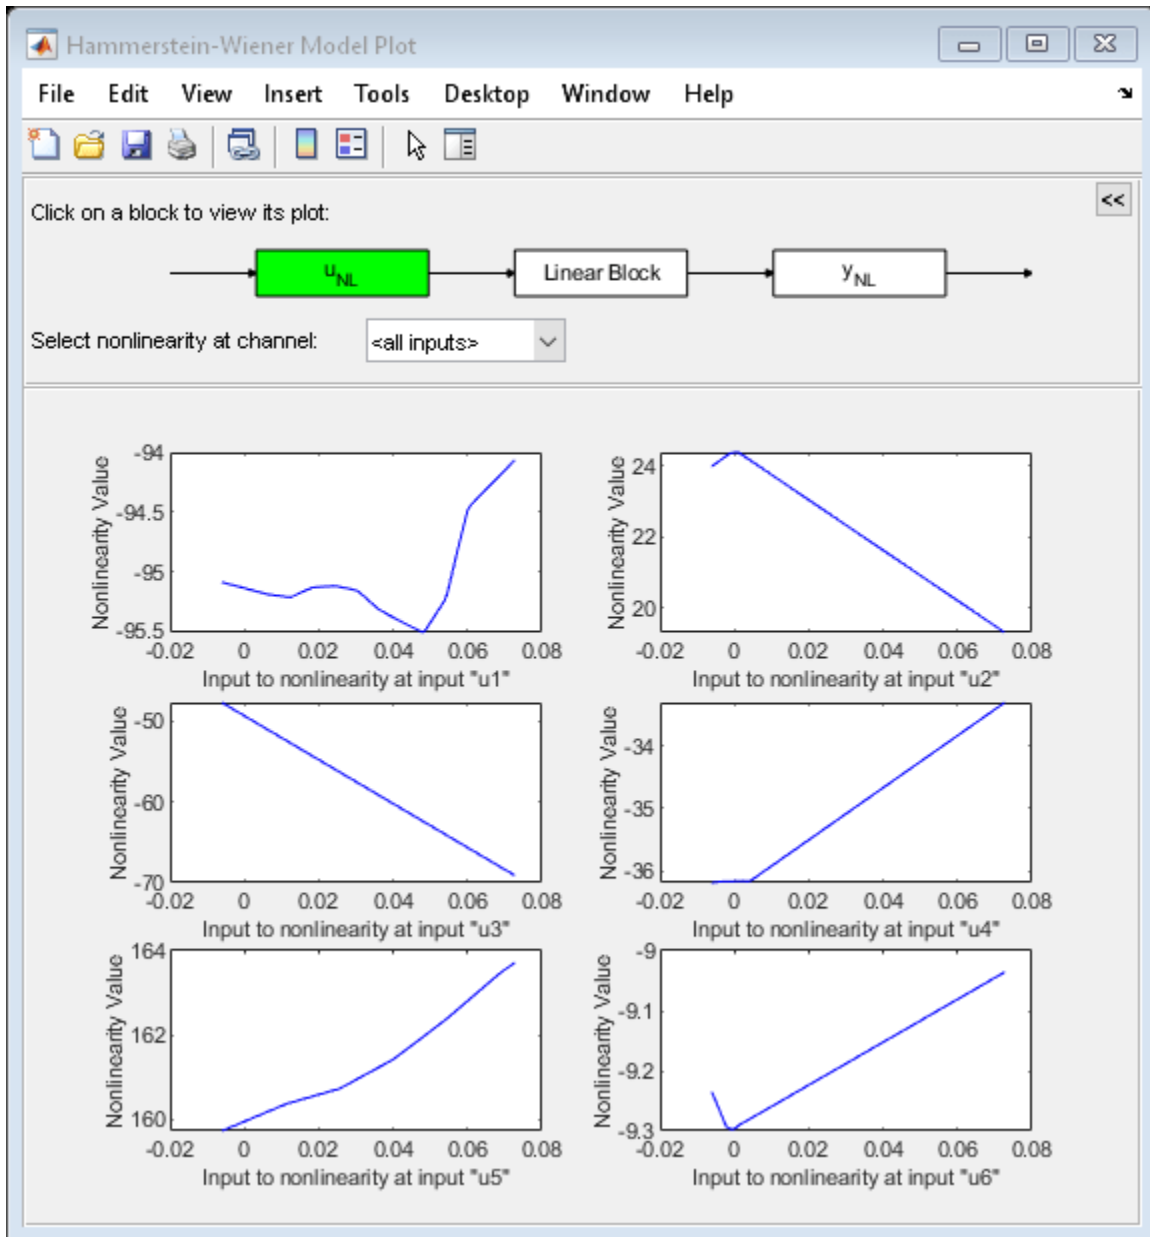 Hammerstein-Wiener Model Plot
File Edit View Insert Tools Desktop Window Help
Click on a block to view its plot:
<<
uNL
Linear Block
yNL
Select nonlinearity at channel:
<all inputs>
Nonlinearity Value
-94
-94.5
-95
-95.5
-0.02 0 0.02 0.04 0.06 0.08
Input to nonlinearity at input "u1"
Nonlinearity Value
24
22
20
-0.02 0 0.02 0.04 0.06 0.08
Input to nonlinearity at input "u2"
Nonlinearity Value
-50
-60
-70
-0.02 0 0.02 0.04 0.06 0.08
Input to nonlinearity at input "u3"
Nonlinearity Value
-34
-35
-36
-0.02 0 0.02 0.04 0.06 0.08
Input to nonlinearity at input "u4"
Nonlinearity Value
164
162
160
-0.02 0 0.02 0.04 0.06 0.08
Input to nonlinearity at input "u5"
Nonlinearity Value
-9
-9.1
-9.2
-9.3
-0.02 0 0.02 0.04 0.06 0.08
Input to nonlinearity at input "u6"